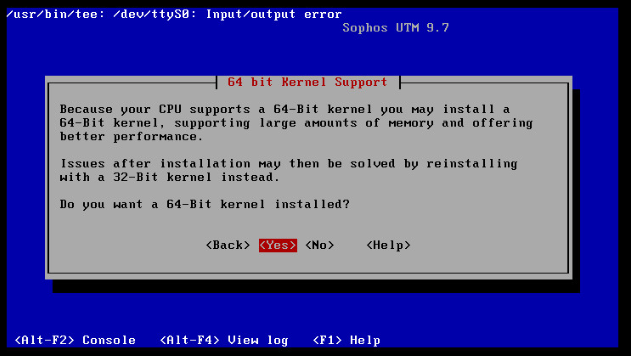 /usr/bin/tee: /dev/ttyS0: Input/output error
Sophos UTM 9.7
64 bit Kernel Support
Because your CPU supports a 64-Bit kernel you may install a
64-Bit kernel, supporting large amounts of memory and offering
better performance.
Issues after installation may then be solved by reinstalling
with a 32-Bit kernel instead.
Do you want a 64-Bit kernel installed?
<Back> <Yes> <No> <Help>
<Alt-F2> Console <Alt-F4> View log <F1> Help